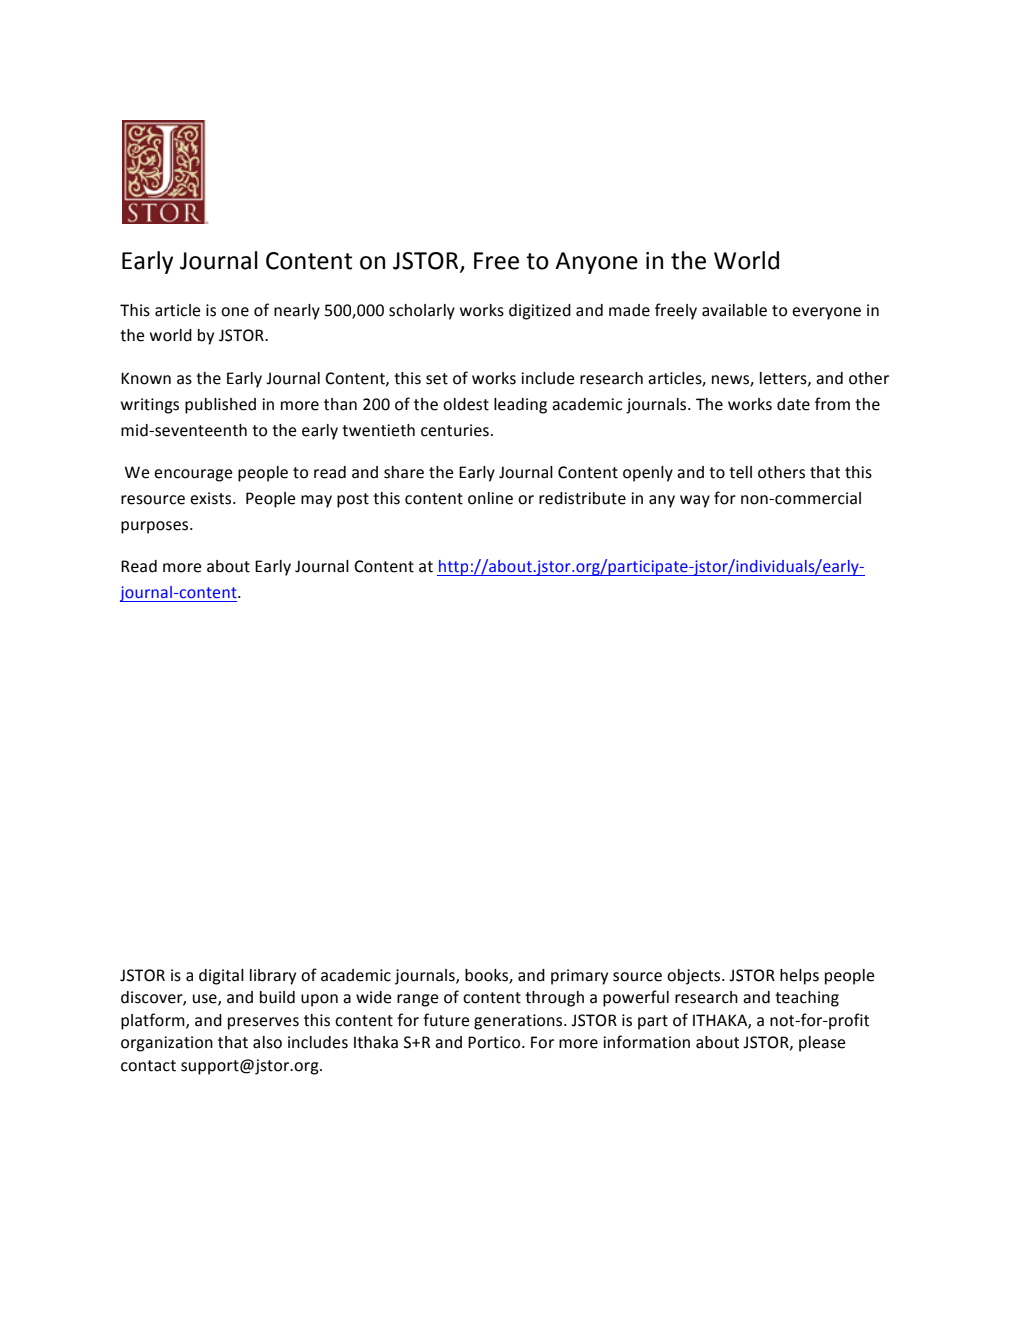 J
STOR
Early Journal Content on JSTOR, Free to Anyone in the World
This article is one of nearly 500,000 scholarly works digitized and made freely available to everyone in
the world by JSTOR.
Known as the Early Journal Content, this set of works include research articles, news, letters, and other
writings published in more than 200 of the oldest leading academic journals. The works date from the
mid-seventeenth to the early twentieth centuries.
We encourage people to read and share the Early Journal Content openly and to tell others that this
resource exists.  People may post this content online or redistribute in any way for non-commercial
purposes.
Read more about Early Journal Content at http://about.jstor.org/participate-jstor/individuals/early-
journal-content.
JSTOR is a digital library of academic journals, books, and primary source objects. JSTOR helps people
discover, use, and build upon a wide range of content through a powerful research and teaching
platform, and preserves this content for future generations. JSTOR is part of ITHAKA, a not-for-profit
organization that also includes Ithaka S+R and Portico. For more information about JSTOR, please
contact support@jstor.org.